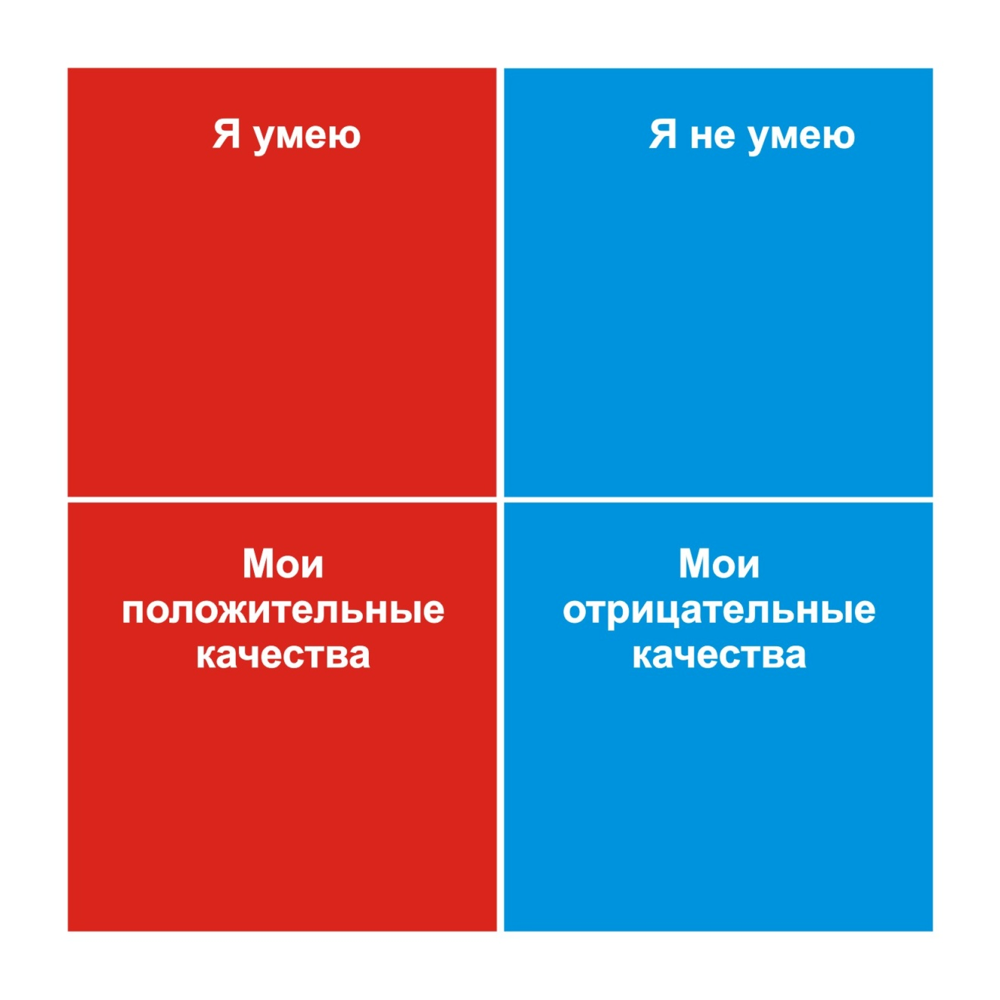 Я умею
Я не умею
Мои
положительные
качества
Мои
отрицательные
качества